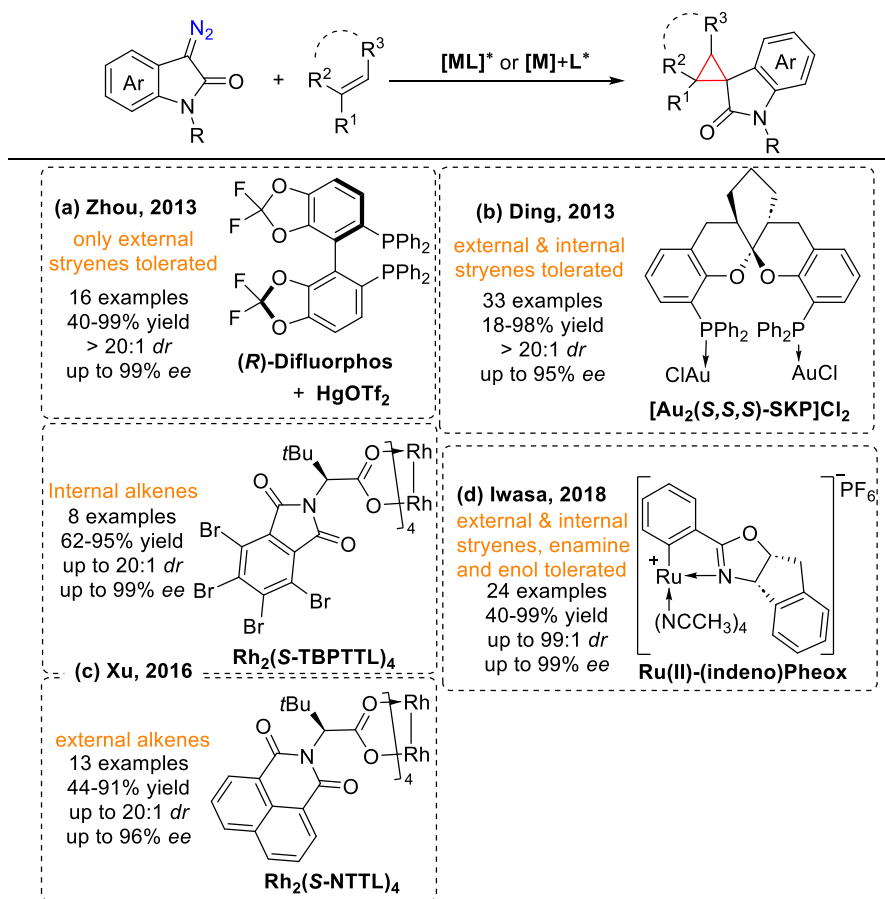 N2
Ar
O
N
R
+
R3
R2
R1
[ML]* or [M]+L*
R3
R2
R1
Ar
O
N
R
(a) Zhou, 2013
only external
stryenes tolerated
16 examples
40-99% yield
> 20:1 dr
up to 99% ee
F
F
O
O
PPh2
PPh2
O
O
F
F
(R)-Difluorphos
+ HgOTf2
(b) Ding, 2013
external & internal
stryenes tolerated
33 examples
18-98% yield
> 20:1 dr
up to 95% ee
O
O
PPh2
Ph2P
ClAu
AuCl
[Au2(S,S,S)-SKP]Cl2
Internal alkenes
8 examples
62-95% yield
up to 20:1 dr
up to 99% ee
tBu
O
Rh
O
Rh
4
O
N
O
Br
Br
Br
Br
Rh2(S-TBPTTL)4
(c) Xu, 2016
external alkenes
13 examples
44-91% yield
up to 20:1 dr
up to 96% ee
tBu
O
Rh
O
Rh
4
O
N
O
Rh2(S-NTTL)4
(d) Iwasa, 2018
external & internal
stryenes, enamine
and enol tolerated
24 examples
40-99% yield
up to 99:1 dr
up to 99% ee
O
N
+
Ru
(NCCH3)4
−
PF6
Ru(II)-(indeno)Pheox